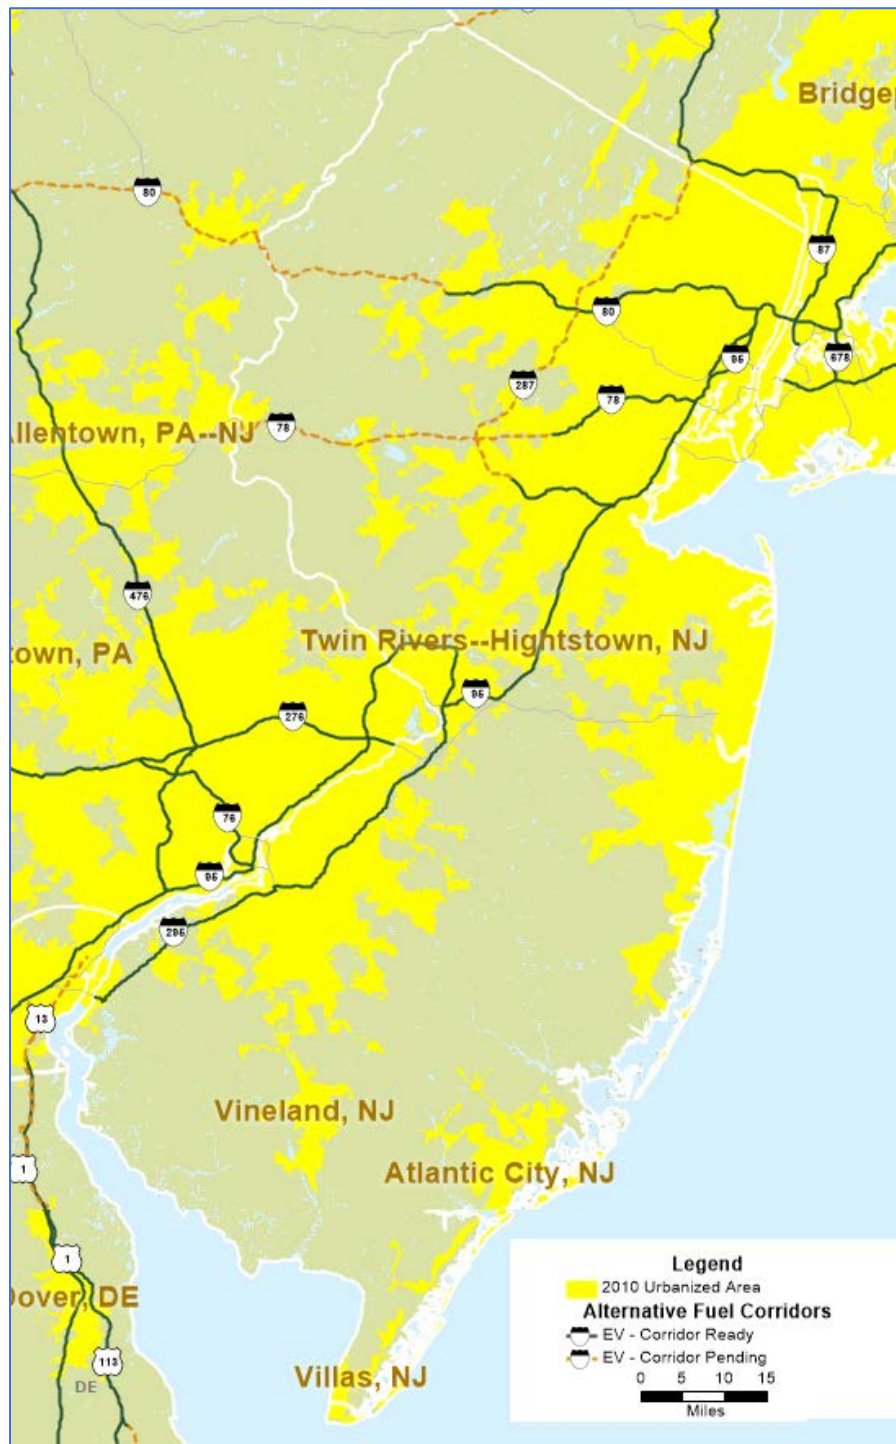 Bridgep
80
87
80
95
678
287
78
Allentown, PA--NJ
78
476
Twin Rivers--Hightstown, NJ
town, PA
95
276
76
95
295
13
Vineland, NJ
1
Atlantic City, NJ
1
Dover, DE
113
DE
Villas, NJ
Legend
2010 Urbanized Area
Alternative Fuel Corridors
EV - Corridor Ready
EV - Corridor Pending
0 5 10 15
Miles